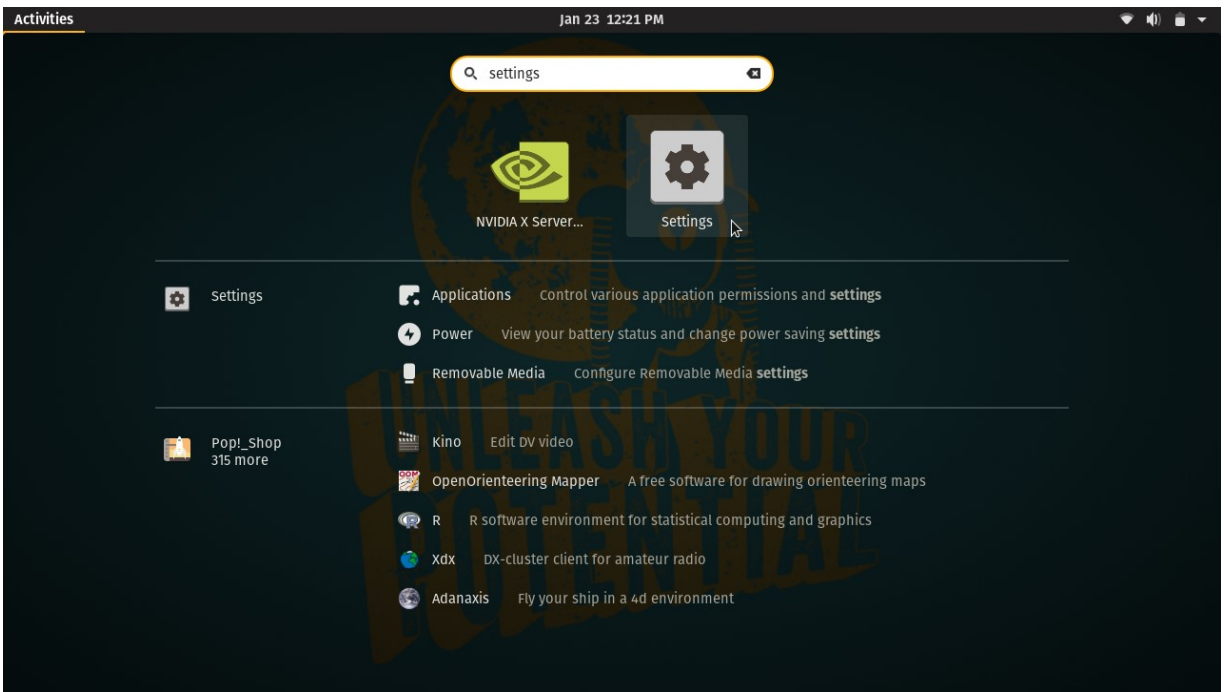 Activities
Jan 23 12:21 PM
settings
NVIDIA X Server...
Settings
Settings
Applications Control various application permissions and settings
Power View your battery status and change power saving settings
Removable Media Configure Removable Media settings
Pop!_Shop
315 more
Kino Edit DV video
OpenOrienteering Mapper A free software for drawing orienteering maps
R R software environment for statistical computing and graphics
Xdx DX-cluster client for amateur radio
Adanaxis Fly your ship in a 4d environment
UNLEASH YOUR
POTENTIAL